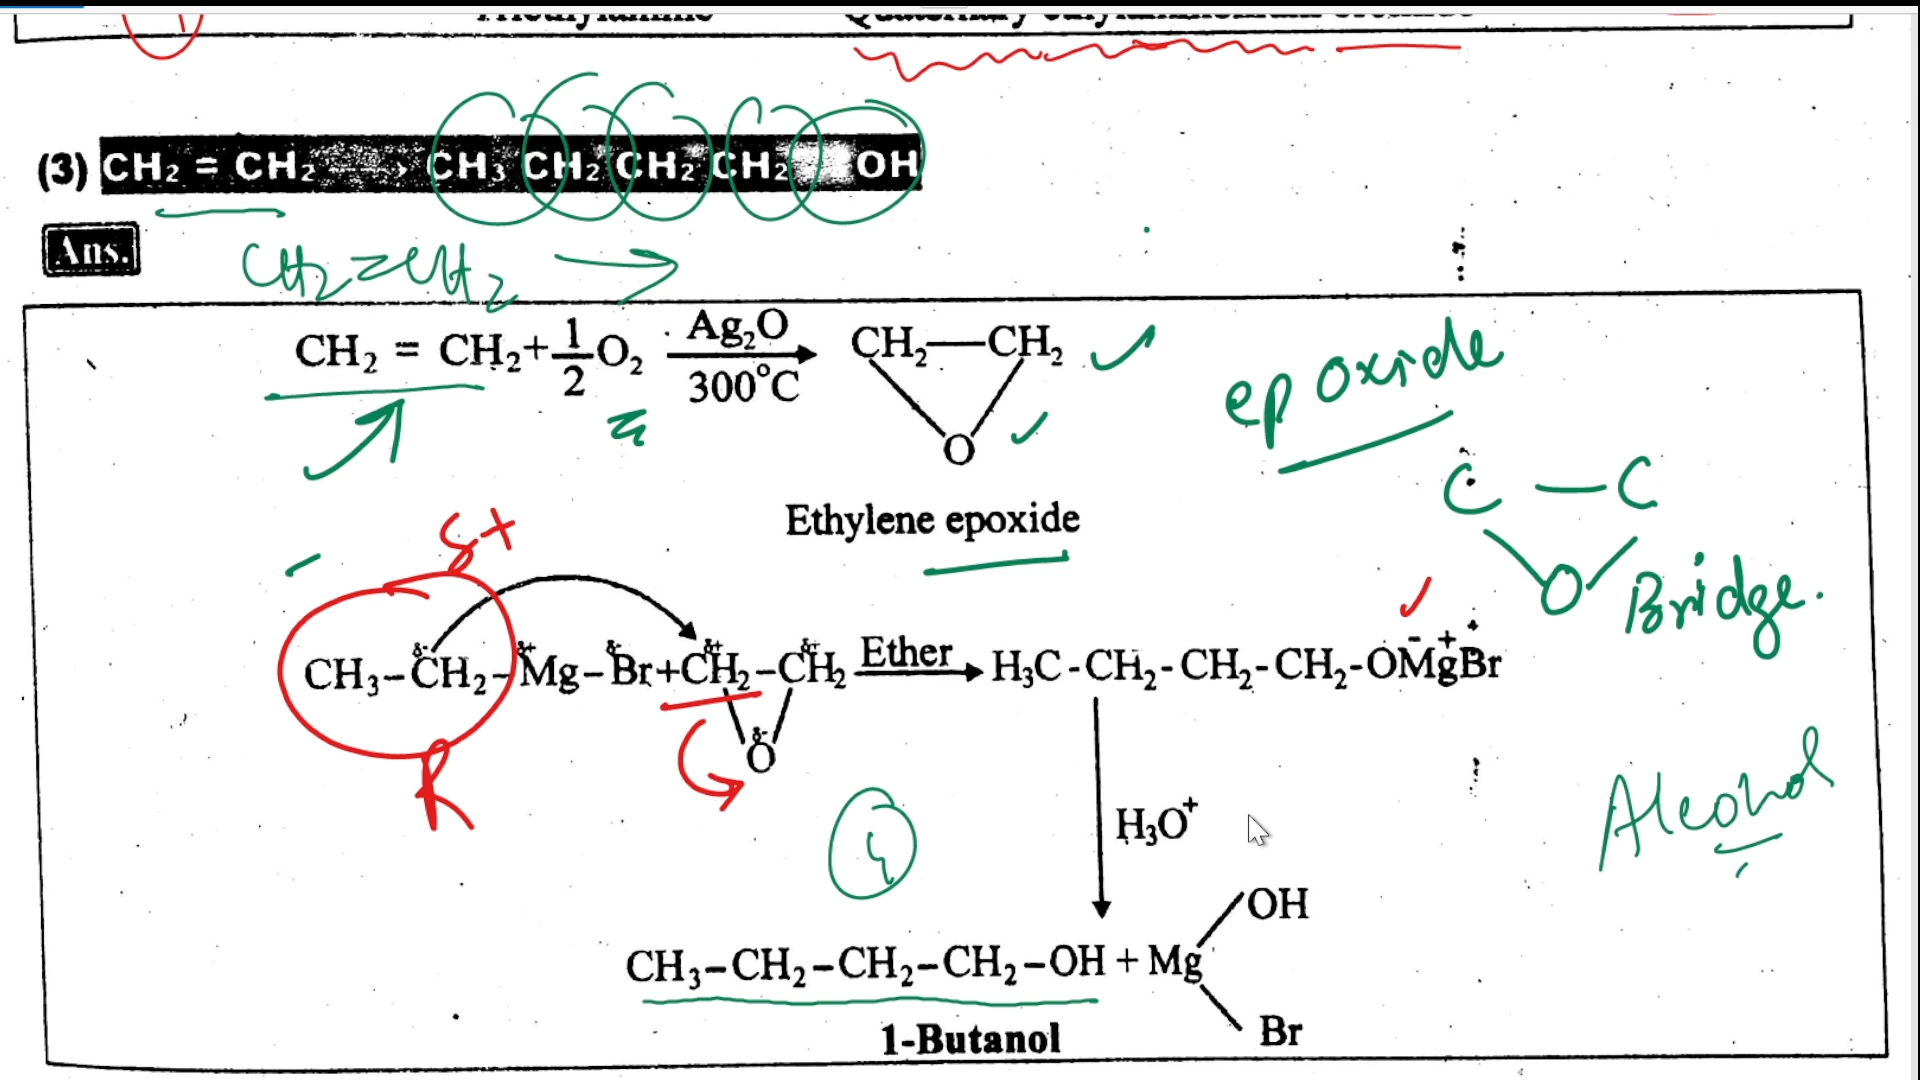 (3) CH₂ = CH₂ → CH₃ CH₂ CH₂ CH₂ OH
Ans.
CH₂=CH₂ →
CH₂ = CH₂+1/2O₂ Ag₂O 300°C → CH₂—CH₂ ✓
O ✓
epoxide
Ethylene epoxide
C — C
O Bridge.
δ+
CH₃–CH₂–Mg–Br+CH₂–CH₂ Ether → H₃C-CH₂-CH₂-CH₂-OMgBr
δ- δ+ δ- δ+ δ+ - + +
δ-
O
R
H₃O⁺
Alcohol
4
OH
CH₃–CH₂–CH₂–CH₂–OH + Mg
Br
1-Butanol